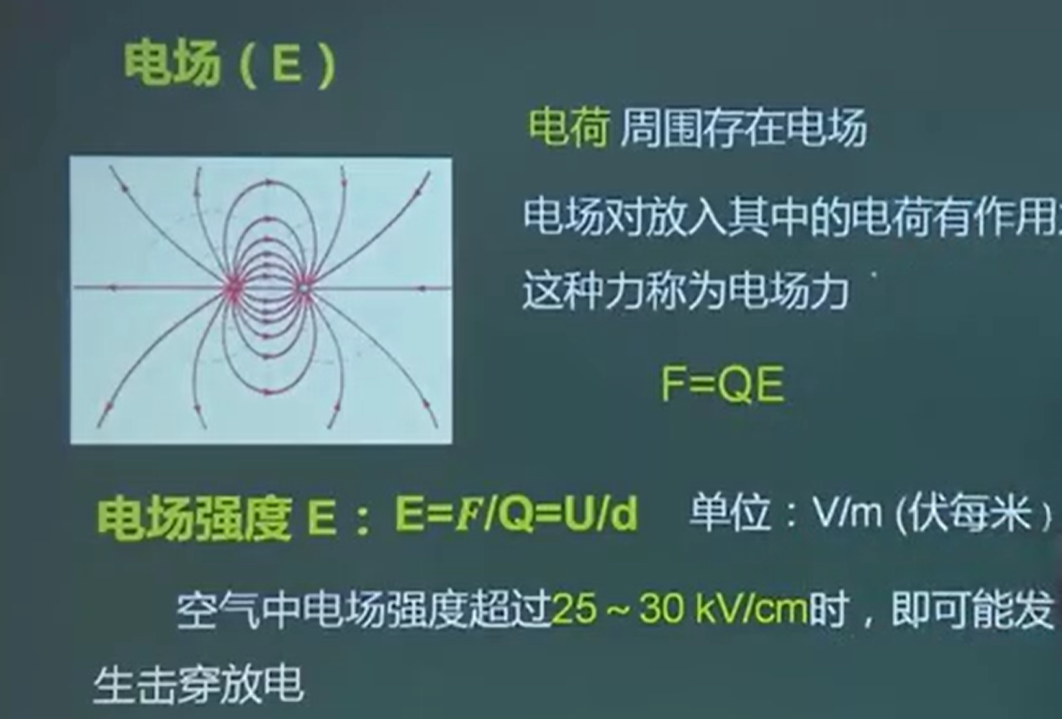 电场（E）
电荷 周围存在电场
电场对放入其中的电荷有作用
这种力称为电场力
F=QE
电场强度 E： E=F/Q=U/d 单位：V/m (伏每米）
空气中电场强度超过25～30 kV/cm时，即可能发
生击穿放电